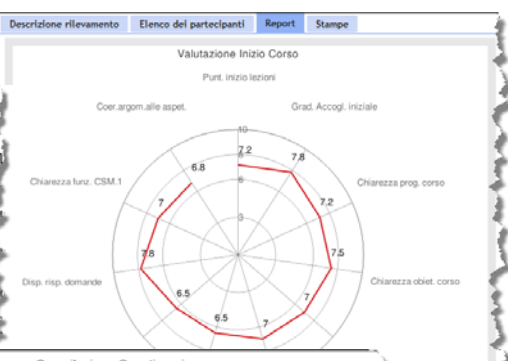 Descrizione rilevamento Elenco dei partecipanti Report Stampe
Valutazione Inizio Corso
Punt. inizio lezioni
Coer.argom.alle aspet. Grad. Accogl. iniziale
10
7.2 7.8
8
6.8
6
Chiarezza funz. CSM.1 7 7.2 Chiarezza prog. corso
3
7.8 7.5
Disp. risp. domande Chiarezza obiet. corso
6.5 7
6.5 7